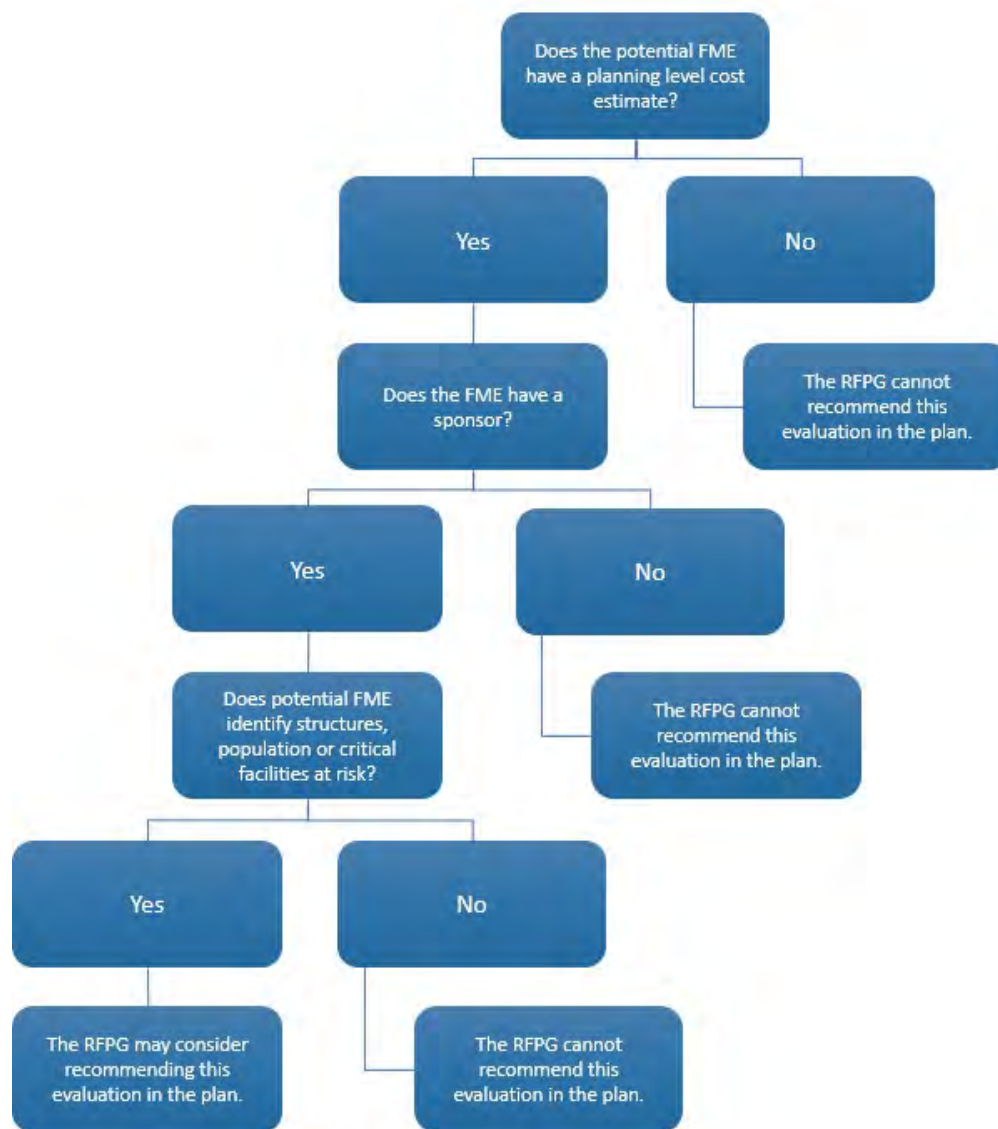 Does the potential FME
have a planning level cost
estimate?
Yes
No
The RFPG cannot
recommend this
evaluation in the plan.
Does the FME have a
sponsor?
Yes
No
The RFPG cannot
recommend this
evaluation in the plan.
Does potential FME
identify structures,
population or critical
facilities at risk?
Yes
No
The RFPG may consider
recommending this
evaluation in the plan.
The RFPG cannot
recommend this
evaluation in the plan.